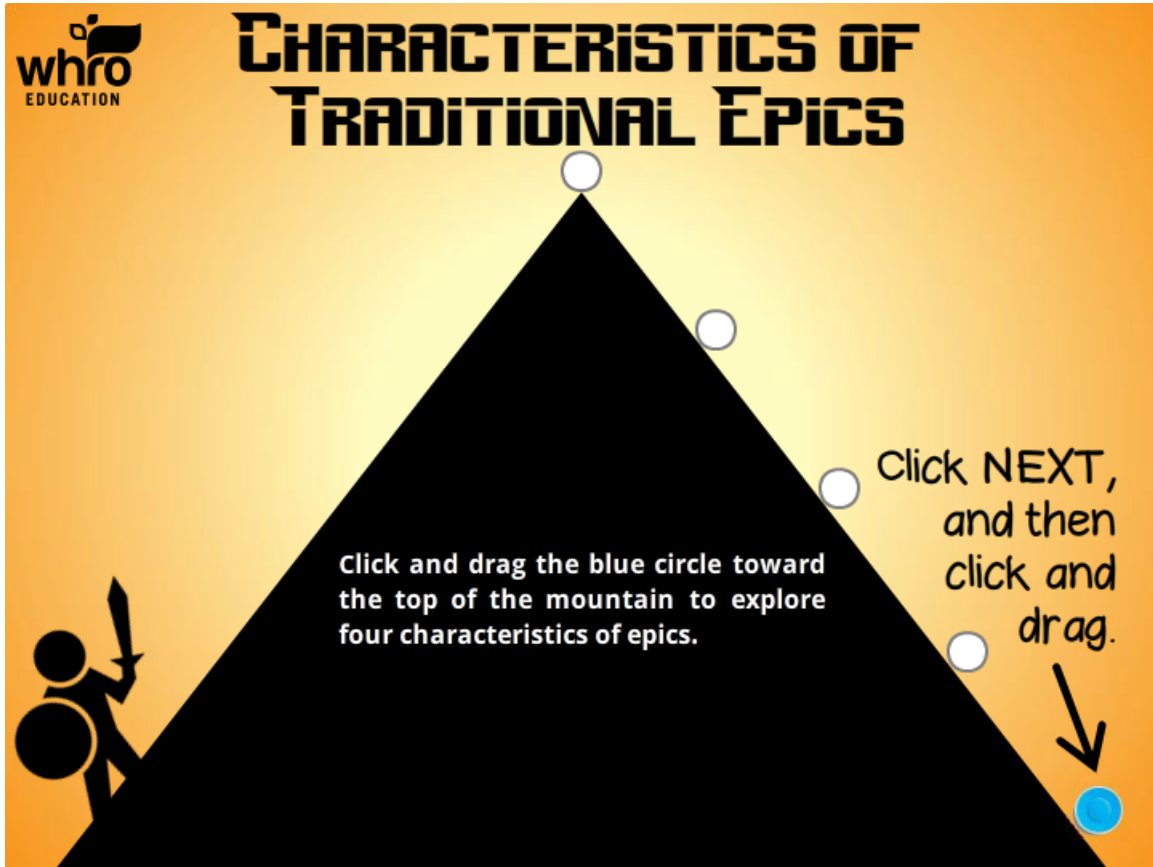 whro
EDUCATION
CHARACTERISTICS OF
TRADITIONAL EPICS
Click NEXT,
and then
click and
drag.
Click and drag the blue circle toward
the top of the mountain to explore
four characteristics of epics.